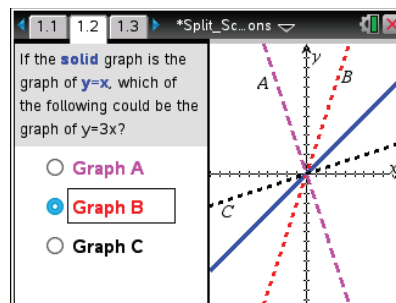 1.1 1.2 1.3 *Split_Sc...ons
If the solid graph is the
graph of y=x, which of
the following could be the
graph of y=3x?
Graph A
Graph B
Graph C
y
A
B
x
C